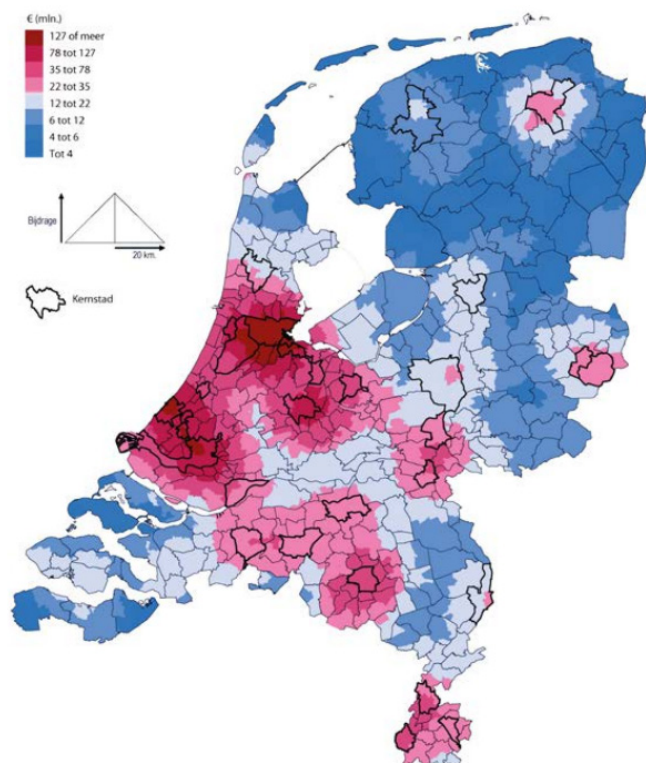 € (mln.)
127 of meer
78 tot 127
35 tot 78
22 tot 35
12 tot 22
6 tot 12
4 tot 6
Tot 4
Bijdrage
20 km.
Kernstad